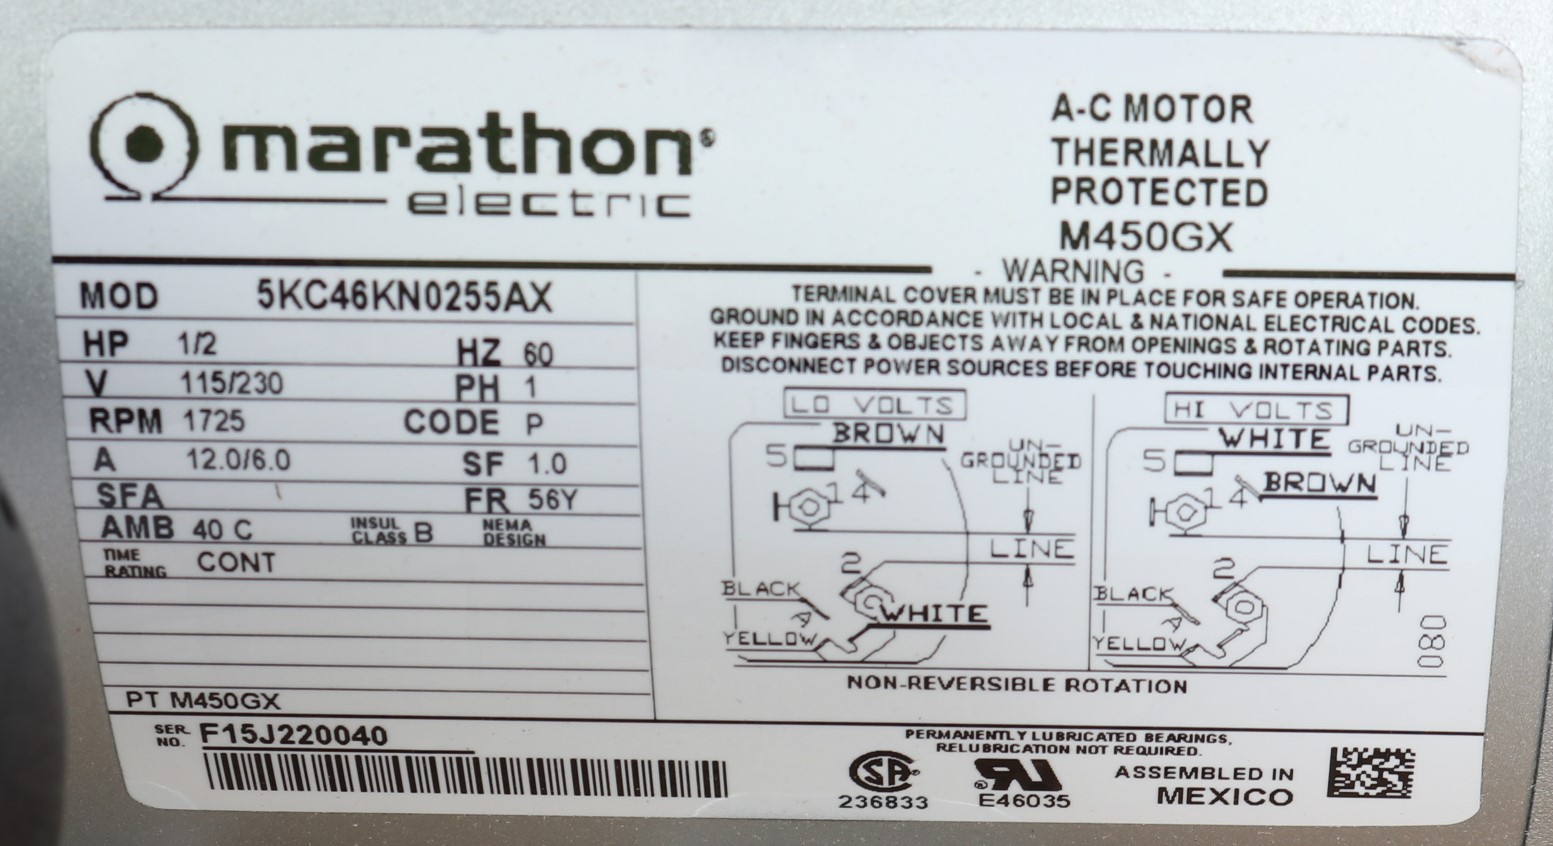 marathon®
electric
A-C MOTOR
THERMALLY
PROTECTED
M450GX
- WARNING -
TERMINAL COVER MUST BE IN PLACE FOR SAFE OPERATION.
GROUND IN ACCORDANCE WITH LOCAL & NATIONAL ELECTRICAL CODES.
KEEP FINGERS & OBJECTS AWAY FROM OPENINGS & ROTATING PARTS.
DISCONNECT POWER SOURCES BEFORE TOUCHING INTERNAL PARTS.
MOD 5KC46KN0255AX
HP 1/2 HZ 60
V 115/230 PH 1
RPM 1725 CODE P
A 12.0/6.0 SF 1.0
SFA FR 56Y
AMB 40 C INSUL CLASS B NEMA DESIGN
TIME RATING CONT
PT M450GX
LO VOLTS
BROWN
5
UN-
GROUNDED
LINE
14
LINE
2
BLACK
A
WHITE
YELLOW
HI VOLTS
WHITE
5
UN-
GROUNDED
LINE
14
BROWN
LINE
2
BLACK
A
YELLOW
080
NON-REVERSIBLE ROTATION
SER. NO. F15J220040
PERMANENTLY LUBRICATED BEARINGS,
RELUBRICATION NOT REQUIRED.
SA®
236833
®RU
E46035
ASSEMBLED IN
MEXICO